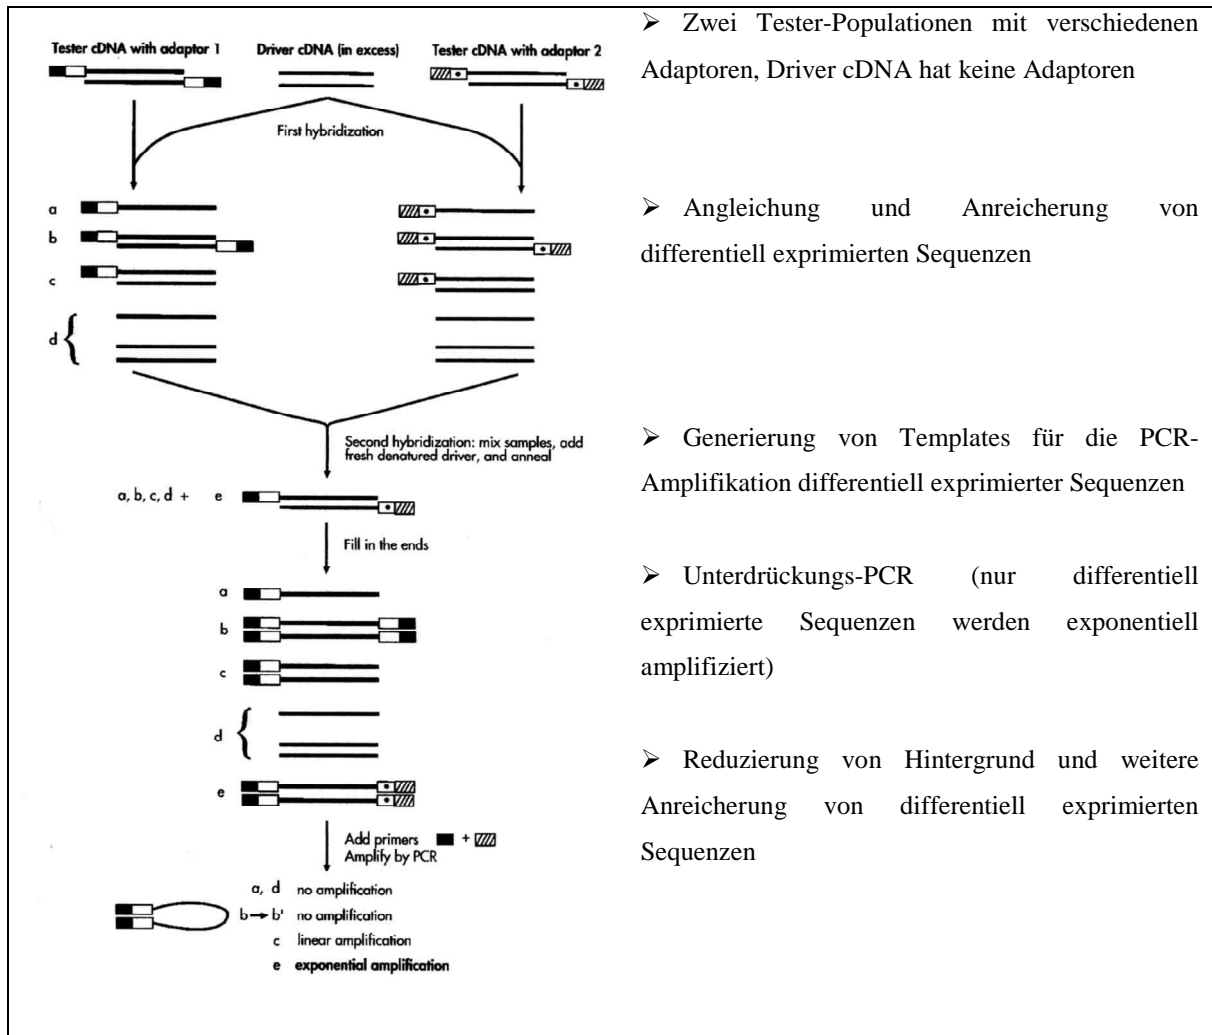 Tester cDNA with adaptor 1
Driver cDNA (in excess)
Tester cDNA with adaptor 2
First hybridization
a
b
c
d
Second hybridization: mix samples, add
fresh denatured driver, and anneal
a, b, c, d + e
Fill in the ends
a
b
c
d
e
Add primers +
Amplify by PCR
a, d no amplification
b → b' no amplification
c linear amplification
e exponential amplification
➢ Zwei Tester-Populationen mit verschiedenen
Adaptoren, Driver cDNA hat keine Adaptoren
➢ Angleichung und Anreicherung von
differentiell exprimierten Sequenzen
➢ Generierung von Templates für die PCR-
Amplifikation differentiell exprimierter Sequenzen
➢ Unterdrückungs-PCR (nur differentiell
exprimierte Sequenzen werden exponentiell
amplifiziert)
➢ Reduzierung von Hintergrund und weitere
Anreicherung von differentiell exprimierten
Sequenzen